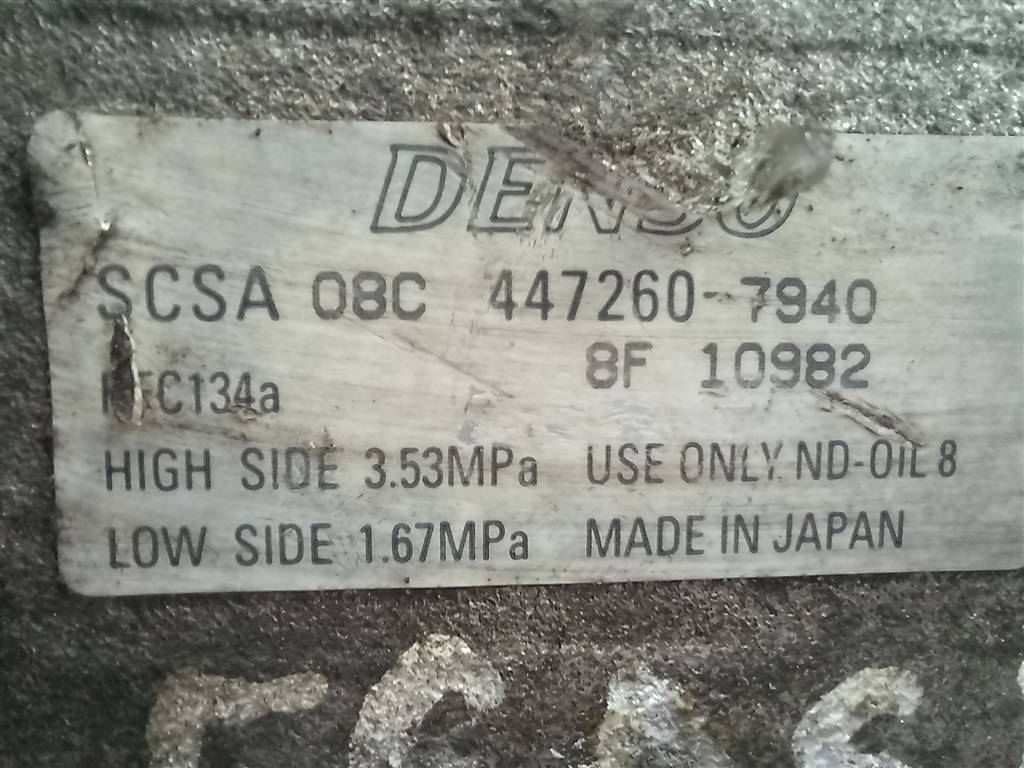 DENSO
SCSA 08C 447260-7940
8F 10982
HFC134a
HIGH SIDE 3.53MPa USE ONLY ND-OIL 8
LOW SIDE 1.67MPa MADE IN JAPAN